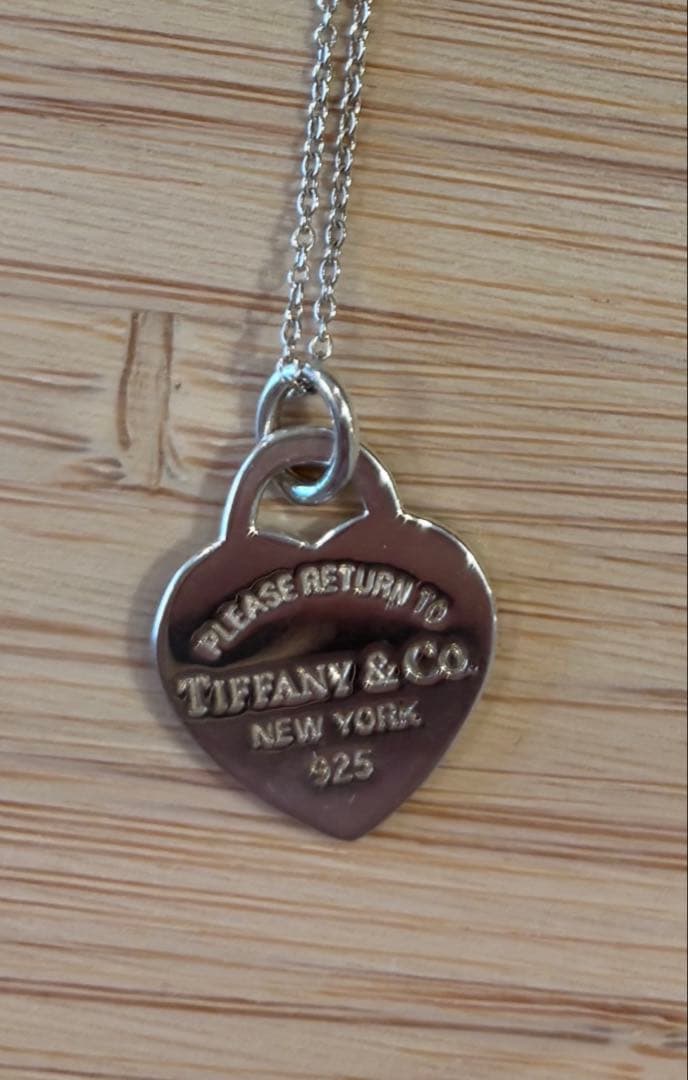 PLEASE RETURN TO
TIFFANY & CO.
NEW YORK
925